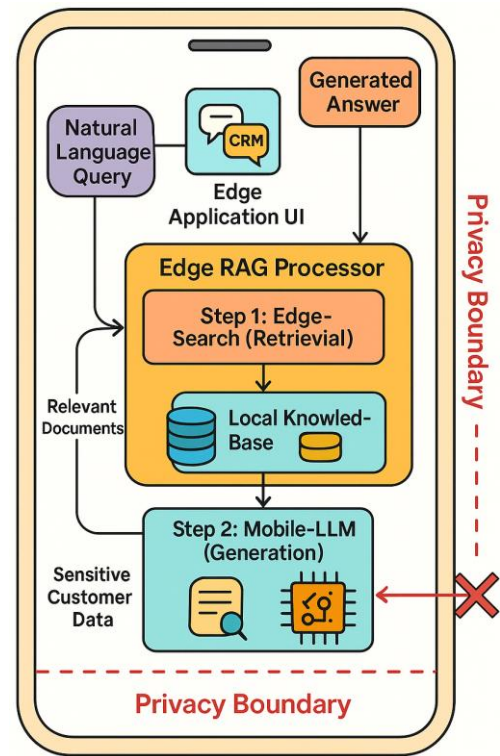 Generated
Answer
Natural
Language
Query
CRM
Edge
Application UI
Privacy Boundary
Edge RAG Processor
Step 1: Edge-
Search (Retrievial)
Local Knowled-
Base
Relevant
Documents
Step 2: Mobile-LLM
(Generation)
Sensitive
Customer
Data
Privacy Boundary